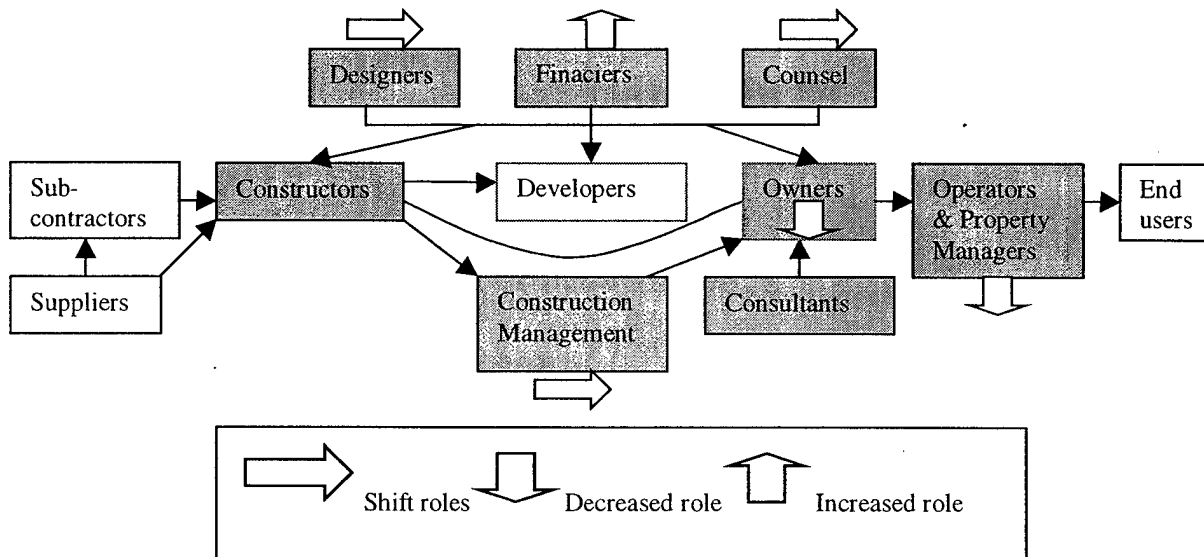 Designers
Finaciers
Counsel
Sub-
contractors
Constructors
Developers
Owners
Operators
& Property
Managers
End
users
Suppliers
Construction
Management
Consultants
Shift roles
Decreased role
Increased role